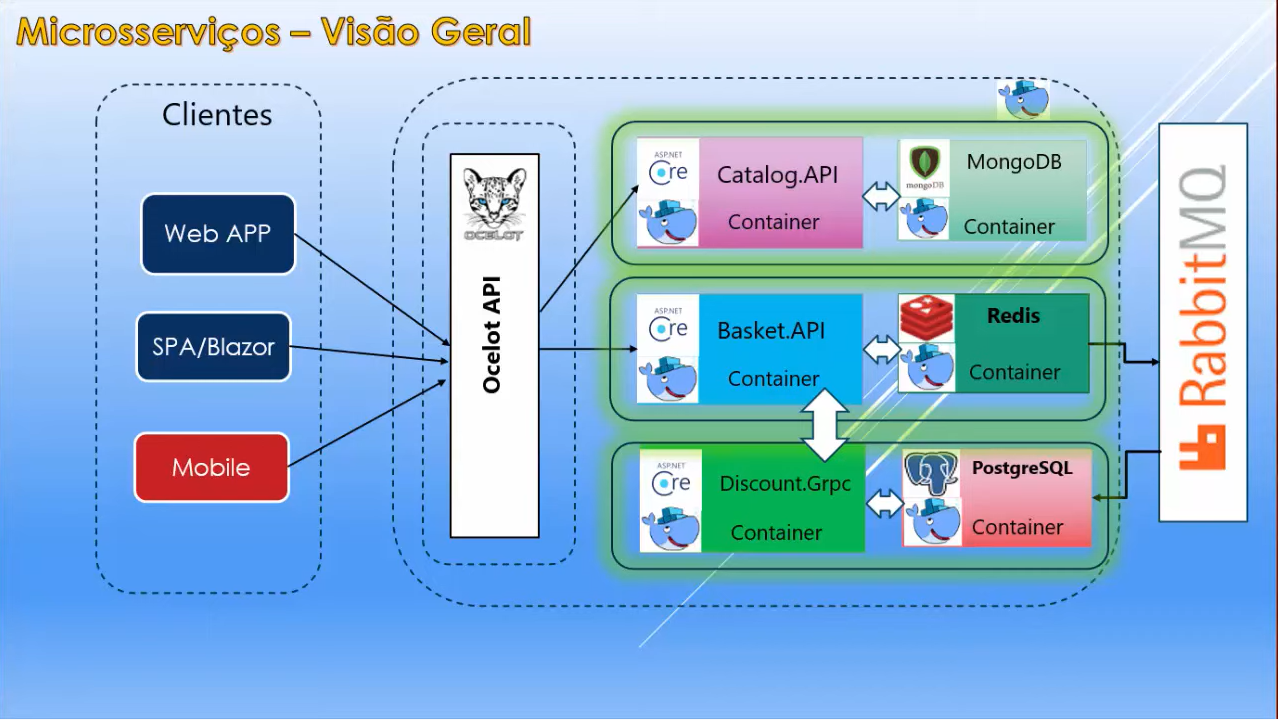 Microsserviços – Visão Geral
Clientes
Web APP
SPA/Blazor
Mobile
OCELOT
Ocelot API
ASP.NET
Core
Catalog.API
Container
mongoDB
MongoDB
Container
ASP.NET
Core
Basket.API
Container
Redis
Container
ASP.NET
Core
Discount.Grpc
Container
PostgreSQL
Container
RabbitMQ